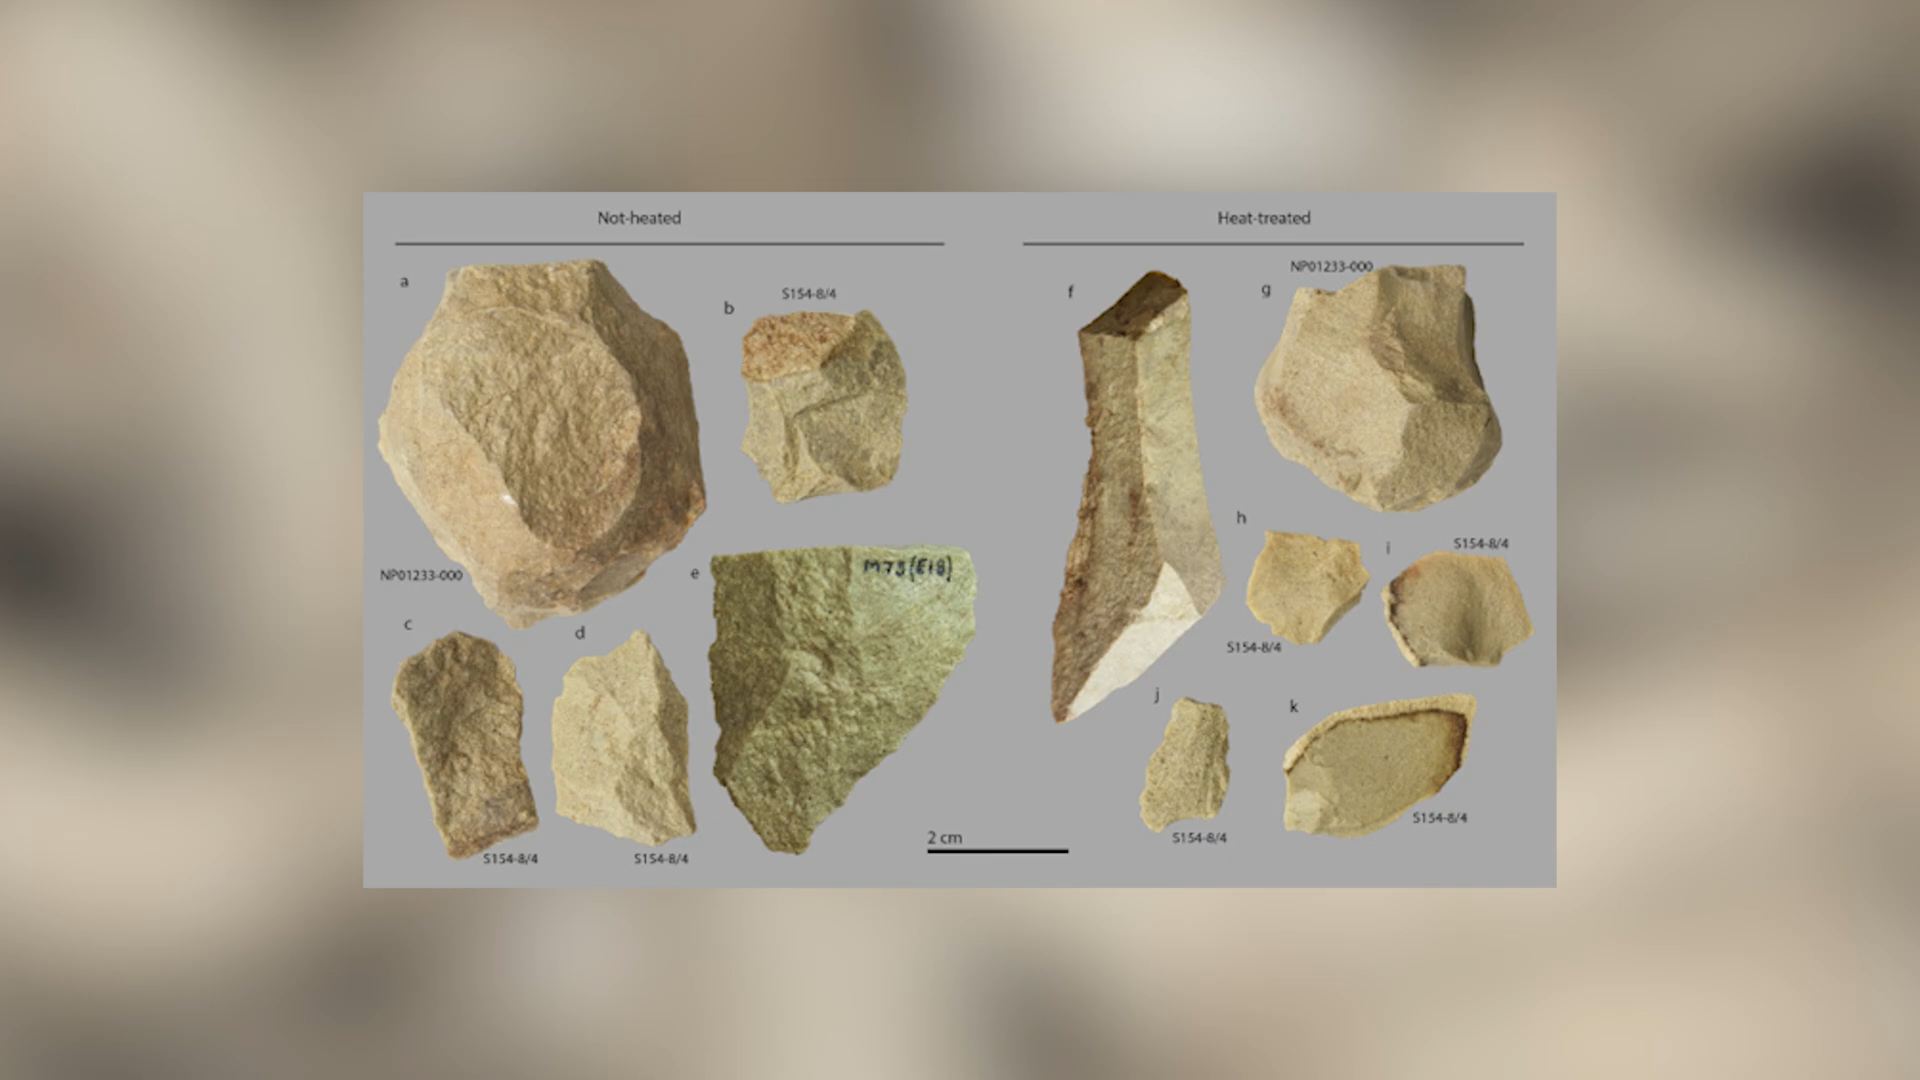 Not-heated
Heat-treated
a
b
S154-8/4
NP01233-000
c
d
S154-8/4
S154-8/4
e
M73(E18)
2 cm
f
g
NP01233-000
h
S154-8/4
i
S154-8/4
j
S154-8/4
k
S154-8/4